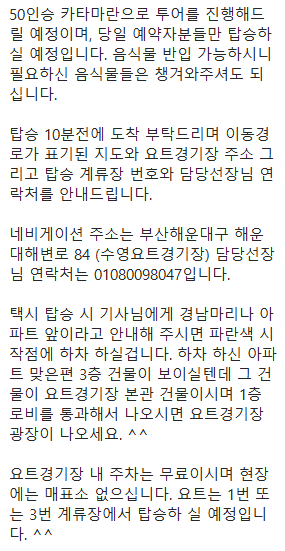 50인승 카타마란으로 투어를 진행해드
릴 예정이며, 당일 예약자분들만 탑승하
실 예정입니다. 음식물 반입 가능하시니
필요하신 음식물들은 챙겨와주셔도 되
십니다.

탑승 10분전에 도착 부탁드리며 이동경
로가 표기된 지도와 요트경기장 주소 그
리고 탑승 계류장 번호와 담당선장님 연
락처를 안내드립니다.

네비게이션 주소는 부산해운대구 해운
대해변로 84 (수영요트경기장) 담당선장
님 연락처는 01080098047입니다.

택시 탑승 시 기사님에게 경남마리나 아
파트 앞이라고 안내해 주시면 파란색 시
작점에 하차 하실겁니다. 하차 하신 아파
트 맞은편 3층 건물이 보이실텐데 그 건
물이 요트경기장 본관 건물이시며 1층
로비를 통과해서 나오시면 요트경기장
광장이 나오세요. ^^

요트경기장 내 주차는 무료이시며 현장
에는 매표소 없으십니다. 요트는 1번 또
는 3번 계류장에서 탑승하 실 예정입니
다. ^^